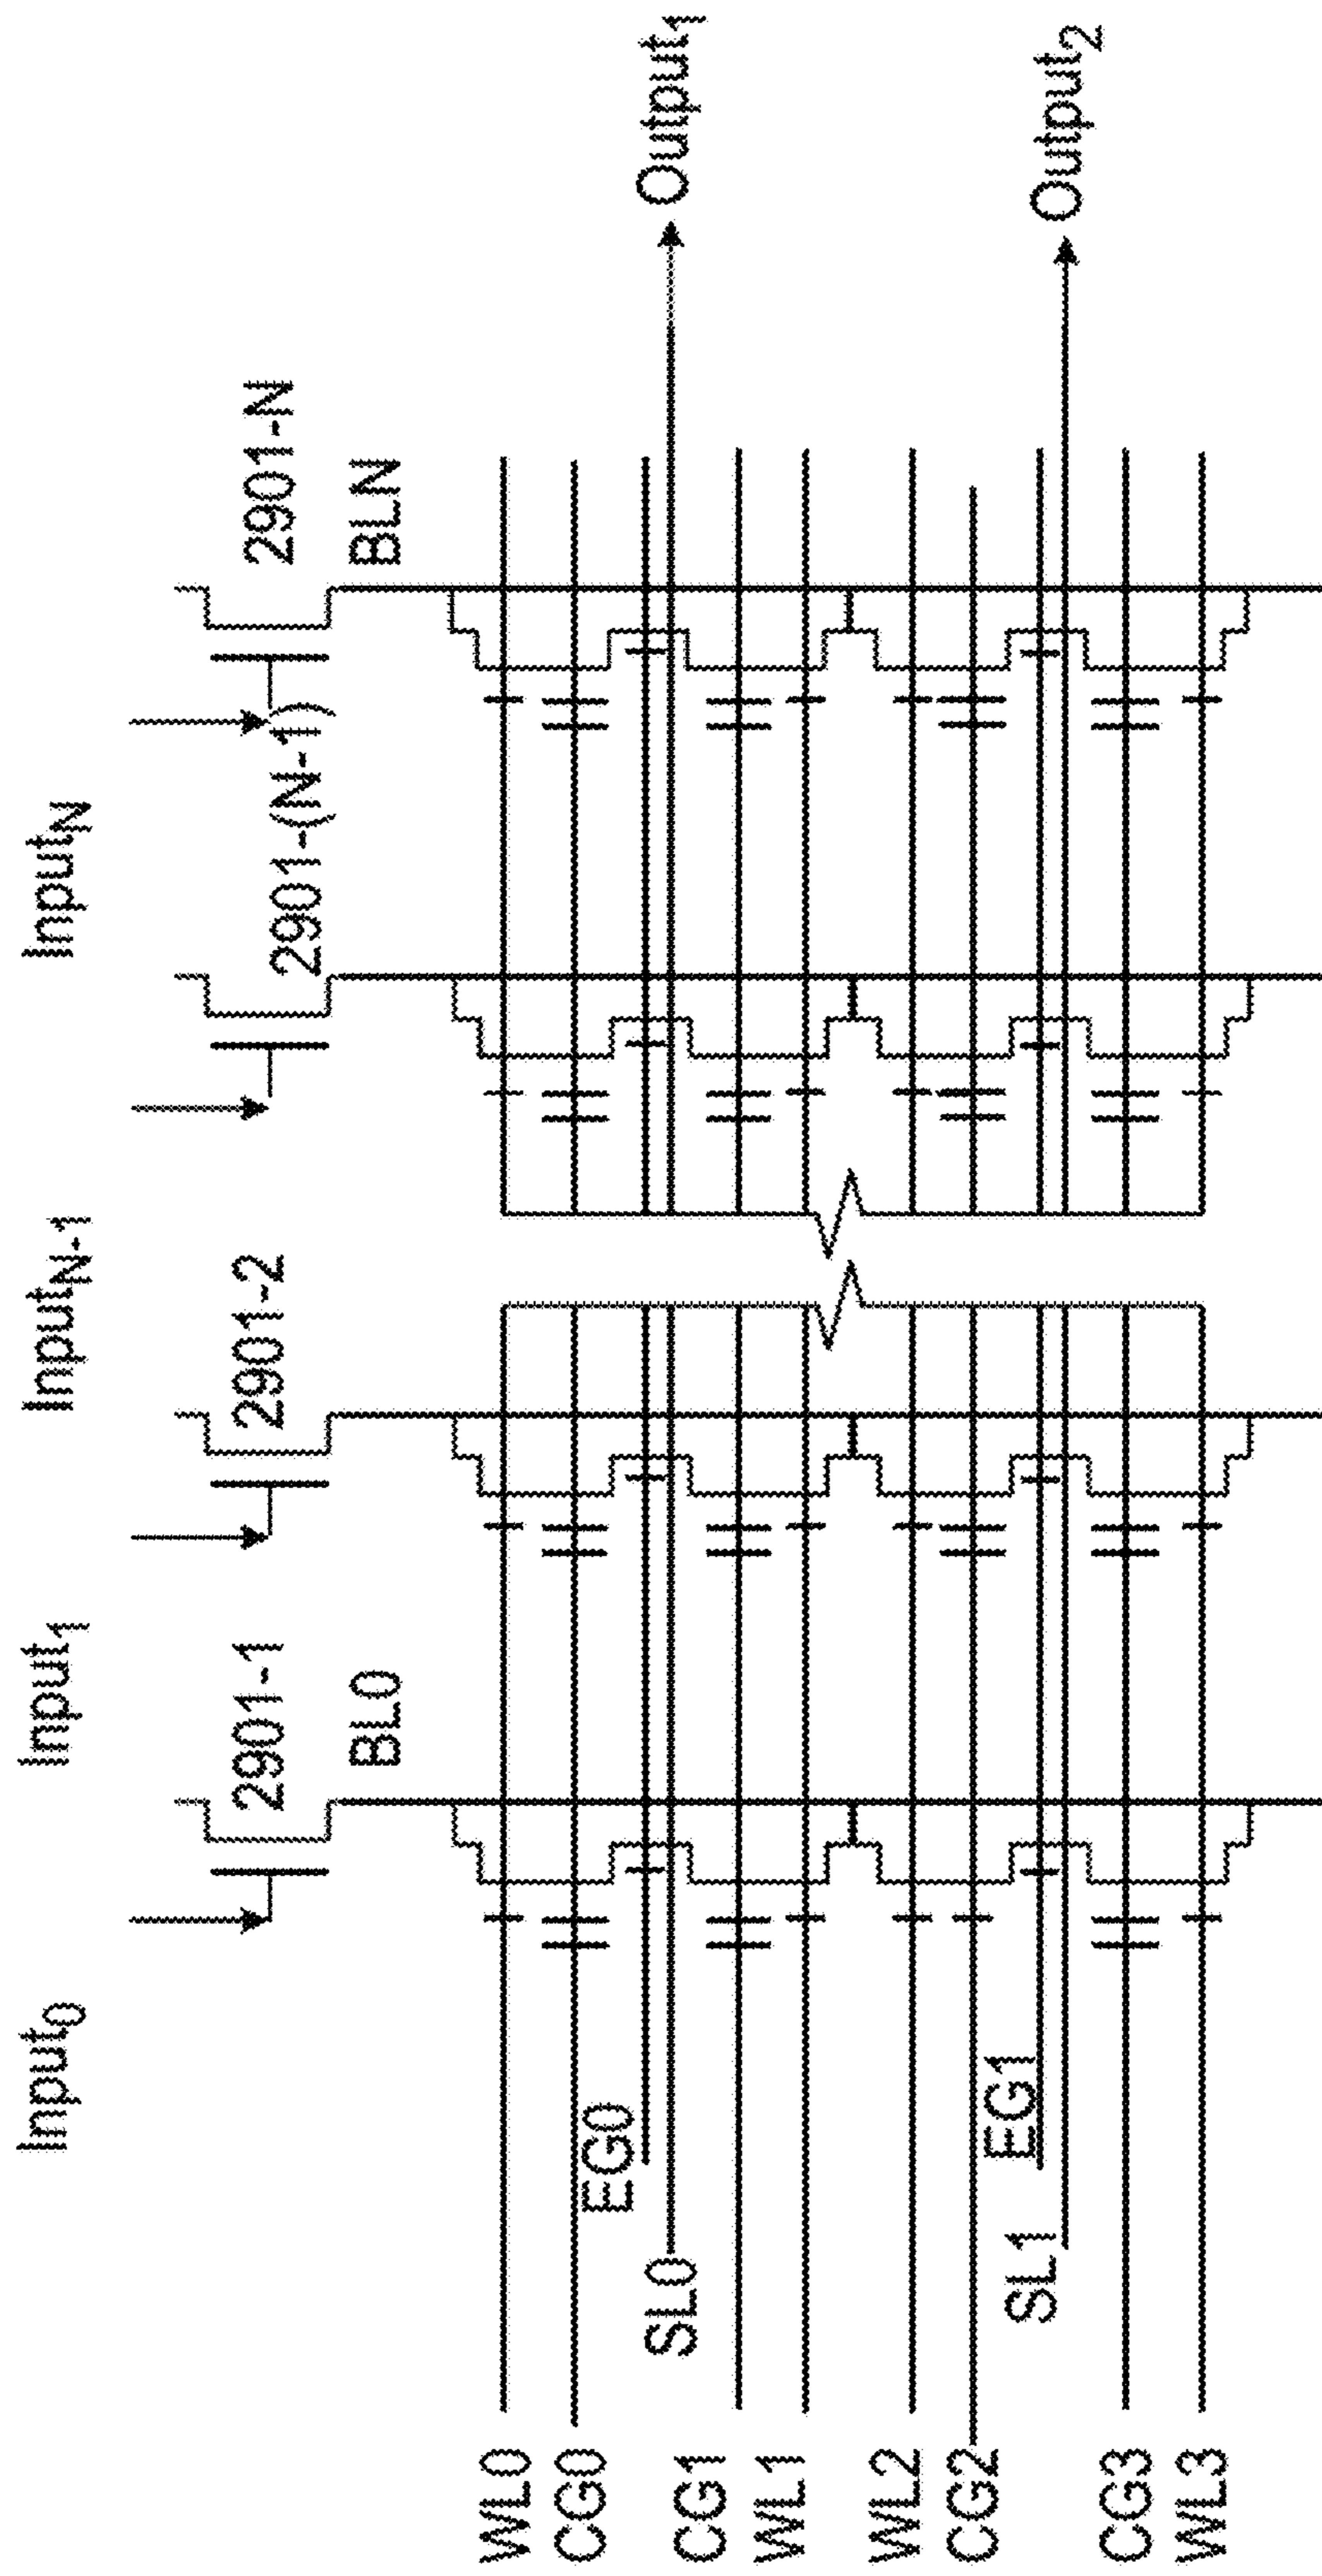 Input0
Input1
InputN-1
InputN
2901-1
2901-2
2901-(N-1)
2901-N
BL0
BLN
WL0
CG0
EG0
SL0
Output1
CG1
WL1
WL2
CG2
EG1
SL1
Output2
CG3
WL3